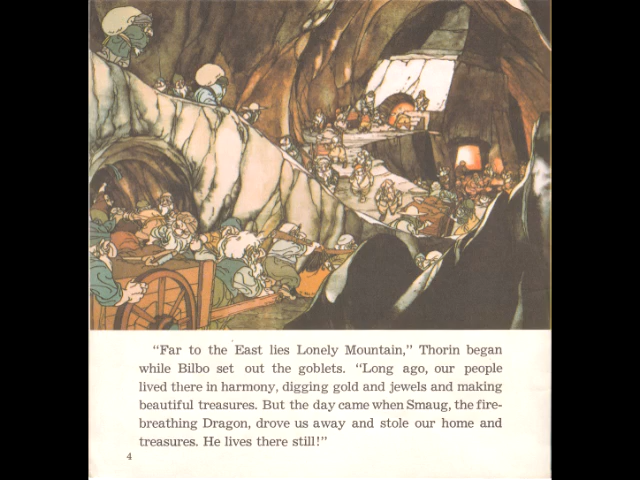 "Far to the East lies Lonely Mountain," Thorin began
while Bilbo set out the goblets. "Long ago, our people
lived there in harmony, digging gold and jewels and making
beautiful treasures. But the day came when Smaug, the fire-
breathing Dragon, drove us away and stole our home and
treasures. He lives there still!"
4